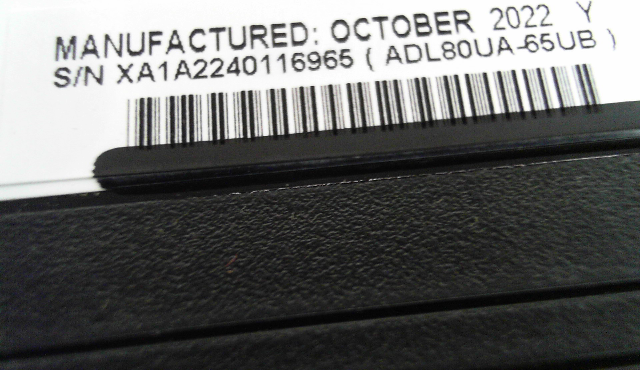 MANUFACTURED: OCTOBER 2022 Y
S/N XA1A2240116965 ( ADL80UA-65UB )